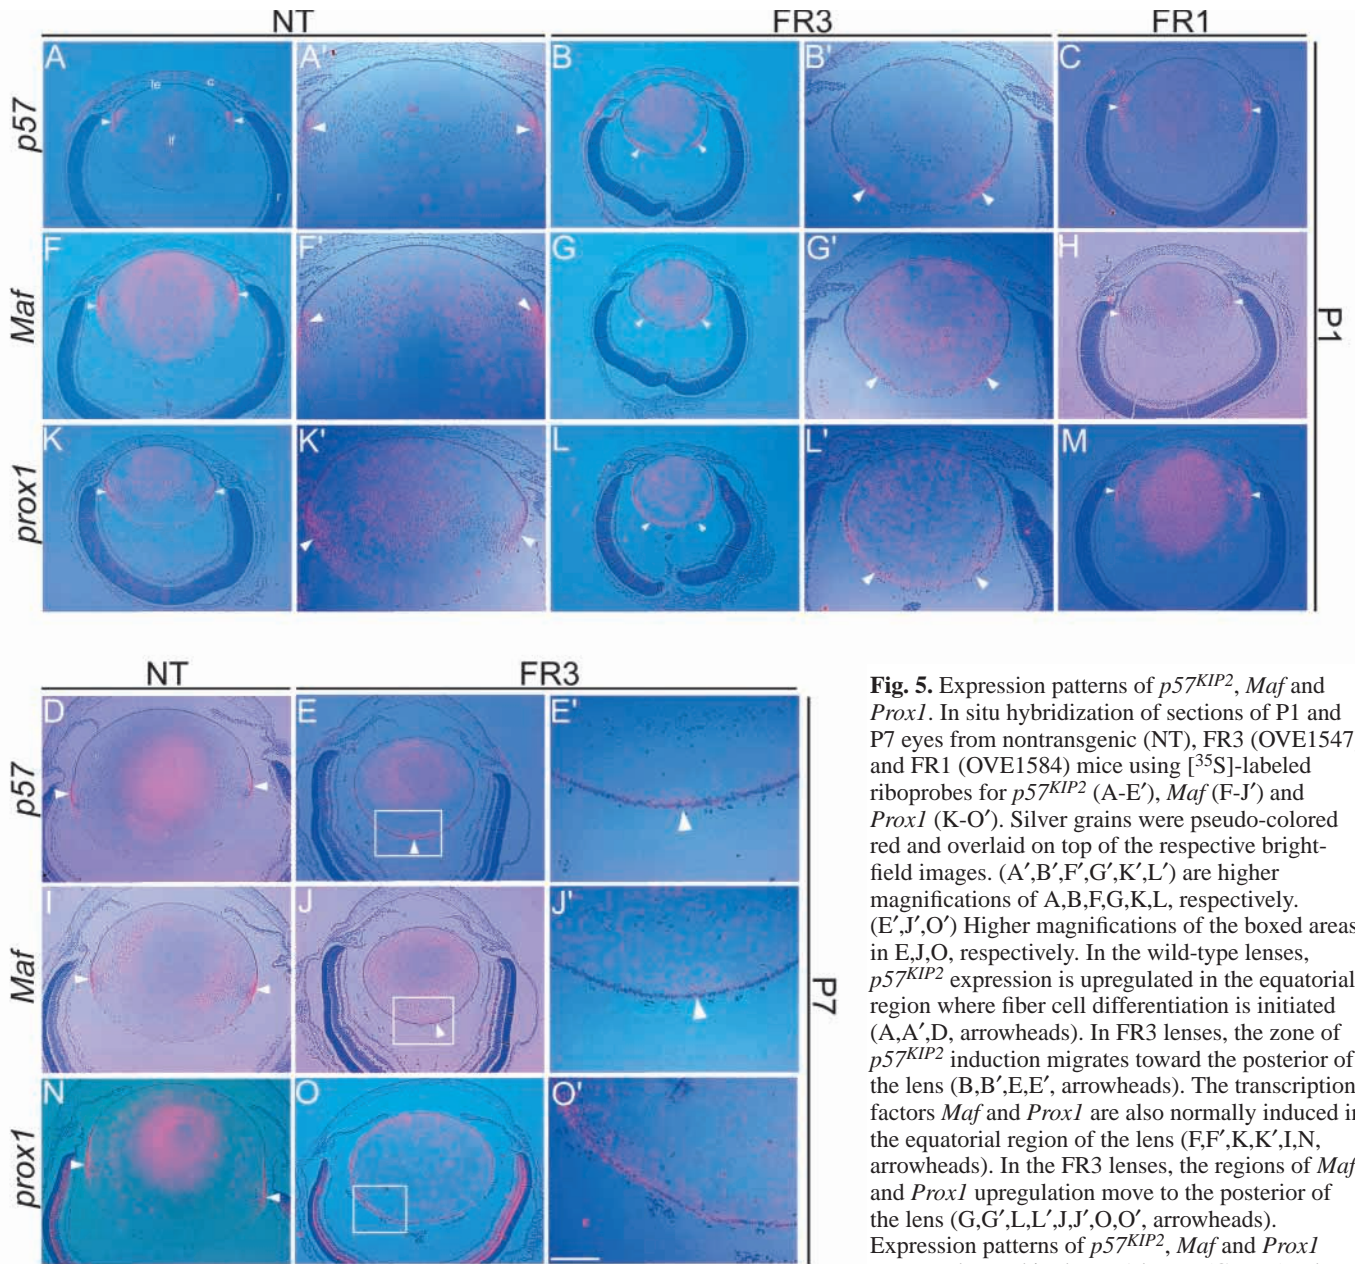 NT FR3 FR1
p57 A le c lf r A' B B' C
Maf F F' G G' H
P1
prox1 K K' L L' M
NT FR3
p57 D E E'
Maf I J J'
P7
prox1 N O O'
Fig. 5. Expression patterns of p57KIP2, Maf and
Prox1. In situ hybridization of sections of P1 and
P7 eyes from nontransgenic (NT), FR3 (OVE1547
and FR1 (OVE1584) mice using [35S]-labeled
riboprobes for p57KIP2 (A-E′), Maf (F-J′) and
Prox1 (K-O′). Silver grains were pseudo-colored
red and overlaid on top of the respective bright-
field images. (A′,B′,F′,G′,K′,L′) are higher
magnifications of A,B,F,G,K,L, respectively.
(E′,J′,O′) Higher magnifications of the boxed areas
in E,J,O, respectively. In the wild-type lenses,
p57KIP2 expression is upregulated in the equatorial
region where fiber cell differentiation is initiated
(A,A′,D, arrowheads). In FR3 lenses, the zone of
p57KIP2 induction migrates toward the posterior of
the lens (B,B′,E,E′, arrowheads). The transcription
factors Maf and Prox1 are also normally induced in
the equatorial region of the lens (F,F′,K,K′,I,N,
arrowheads). In the FR3 lenses, the regions of Maf
and Prox1 upregulation move to the posterior of
the lens (G,G′,L,L′,J,J′,O,O′, arrowheads).
Expression patterns of p57KIP2, Maf and Prox1